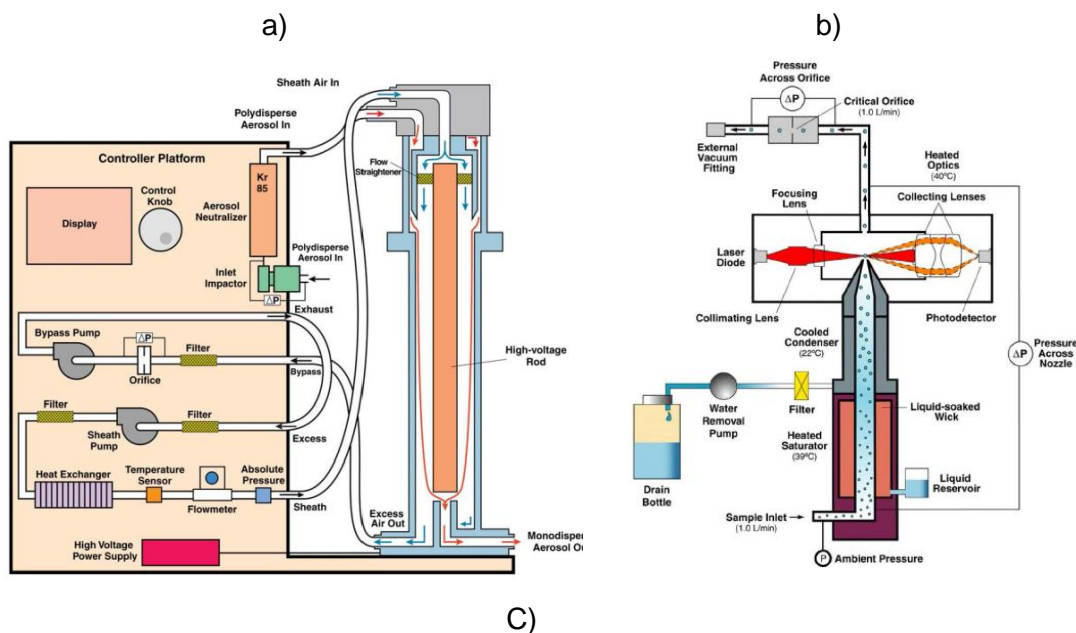 a)
b)
Sheath Air In
Polydisperse
Aerosol In
Controller Platform
Display
Control
Knob
Kr
85
Aerosol
Neutralizer
Flow
Straightener
Polydisperse
Aerosol In
Inlet
Impactor
ΔP
Exhaust
Bypass Pump
ΔP
Filter
Orifice
Bypass
High-voltage
Rod
Filter
Filter
Sheath
Pump
Excess
Heat Exchanger
Temperature
Sensor
Absolute
Pressure
Flowmeter
Sheath
Excess
Air Out
High Voltage
Power Supply
Monodisper
Aerosol Ou
Pressure
Across Orifice
ΔP
Critical Orifice
(1.0 L/min)
External
Vacuum
Fitting
Heated
Optics
(40ºC)
Focusing
Lens
Collecting Lenses
Laser
Diode
Collimating Lens
Photodetector
Cooled
Condenser
(22ºC)
ΔP
Pressure
Across
Nozzle
Water
Removal
Pump
Filter
Liquid-soaked
Wick
Heated
Saturator
(39ºC)
Drain
Bottle
Liquid
Reservoir
Sample Inlet
(1.0 L/min)
P
Ambient Pressure
C)